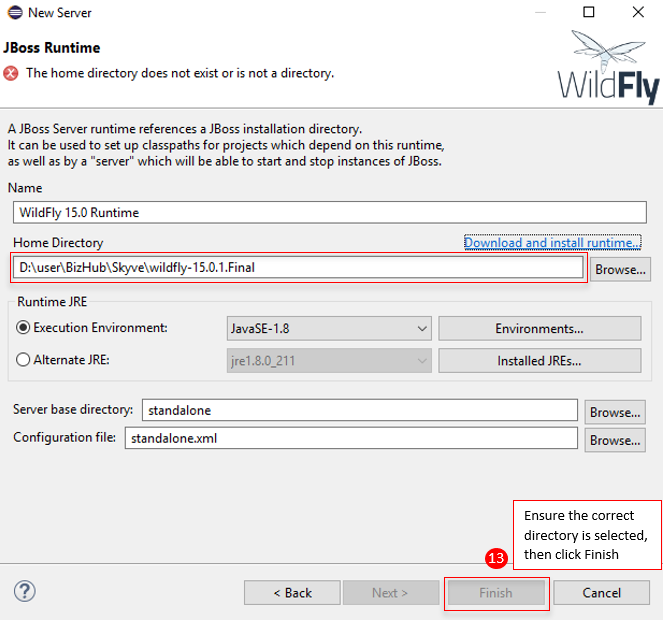 New Server
JBoss Runtime
The home directory does not exist or is not a directory.
WildFly
A JBoss Server runtime references a JBoss installation directory.
It can be used to set up classpaths for projects which depend on this runtime,
as well as by a "server" which will be able to start and stop instances of JBoss.
Name
WildFly 15.0 Runtime
Home Directory
Download and install runtime...
D:\user\BizHub\Skyve\wildfly-15.0.1.Final
Browse...
Runtime JRE
Execution Environment:
JavaSE-1.8
Environments...
Alternate JRE:
jre1.8.0_211
Installed JREs...
Server base directory:
standalone
Browse...
Configuration file:
standalone.xml
Browse...
Ensure the correct
directory is selected,
then click Finish
13
?
< Back
Next >
Finish
Cancel